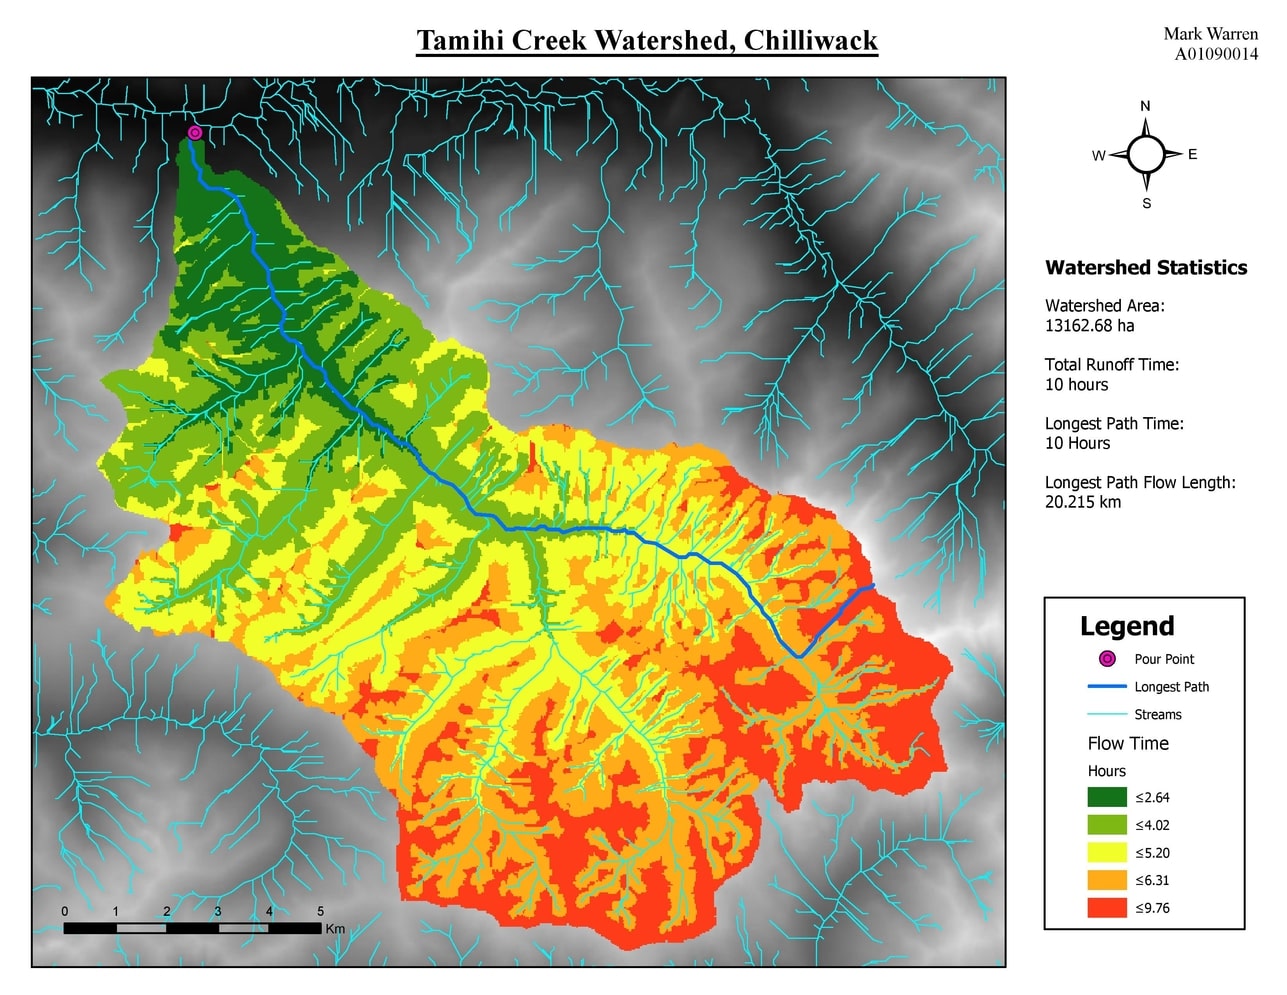 Tamihi Creek Watershed, Chilliwack
Mark Warren
A01090014
N
W
E
S
Watershed Statistics
Watershed Area:
13162.68 ha
Total Runoff Time:
10 hours
Longest Path Time:
10 Hours
Longest Path Flow Length:
20.215 km
Legend
Pour Point
Longest Path
Streams
Flow Time
Hours
≤2.64
≤4.02
≤5.20
≤6.31
≤9.76
0 1 2 3 4 5
Km